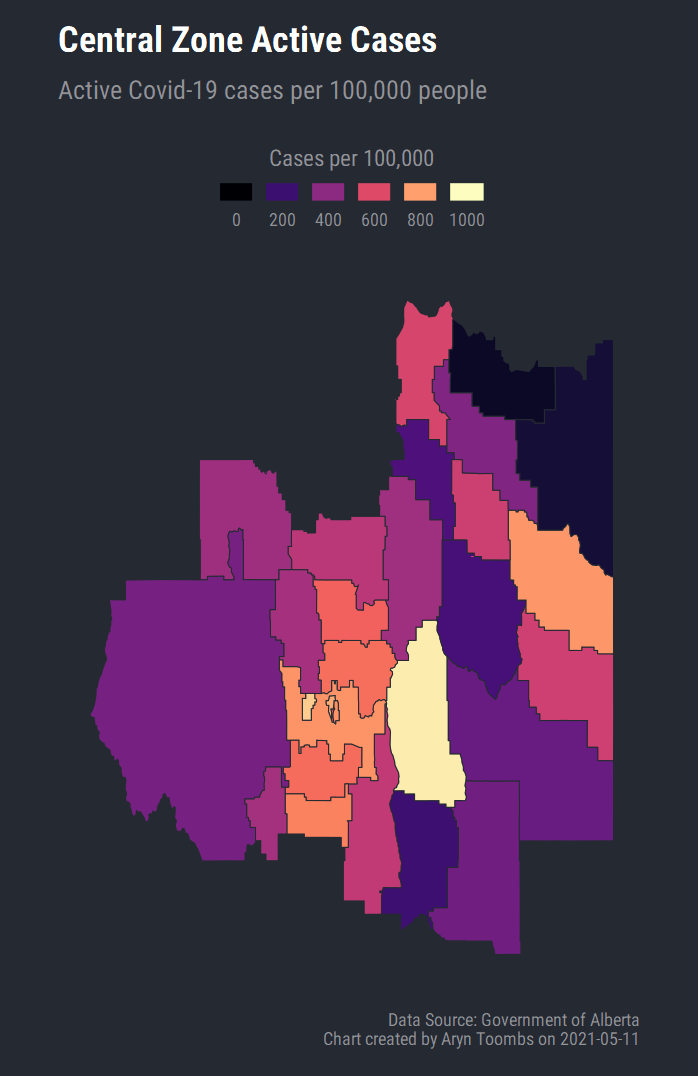 Central Zone Active Cases
Active Covid-19 cases per 100,000 people
Cases per 100,000
0 200 400 600 800 1000
Data Source: Government of Alberta
Chart created by Aryn Toombs on 2021-05-11